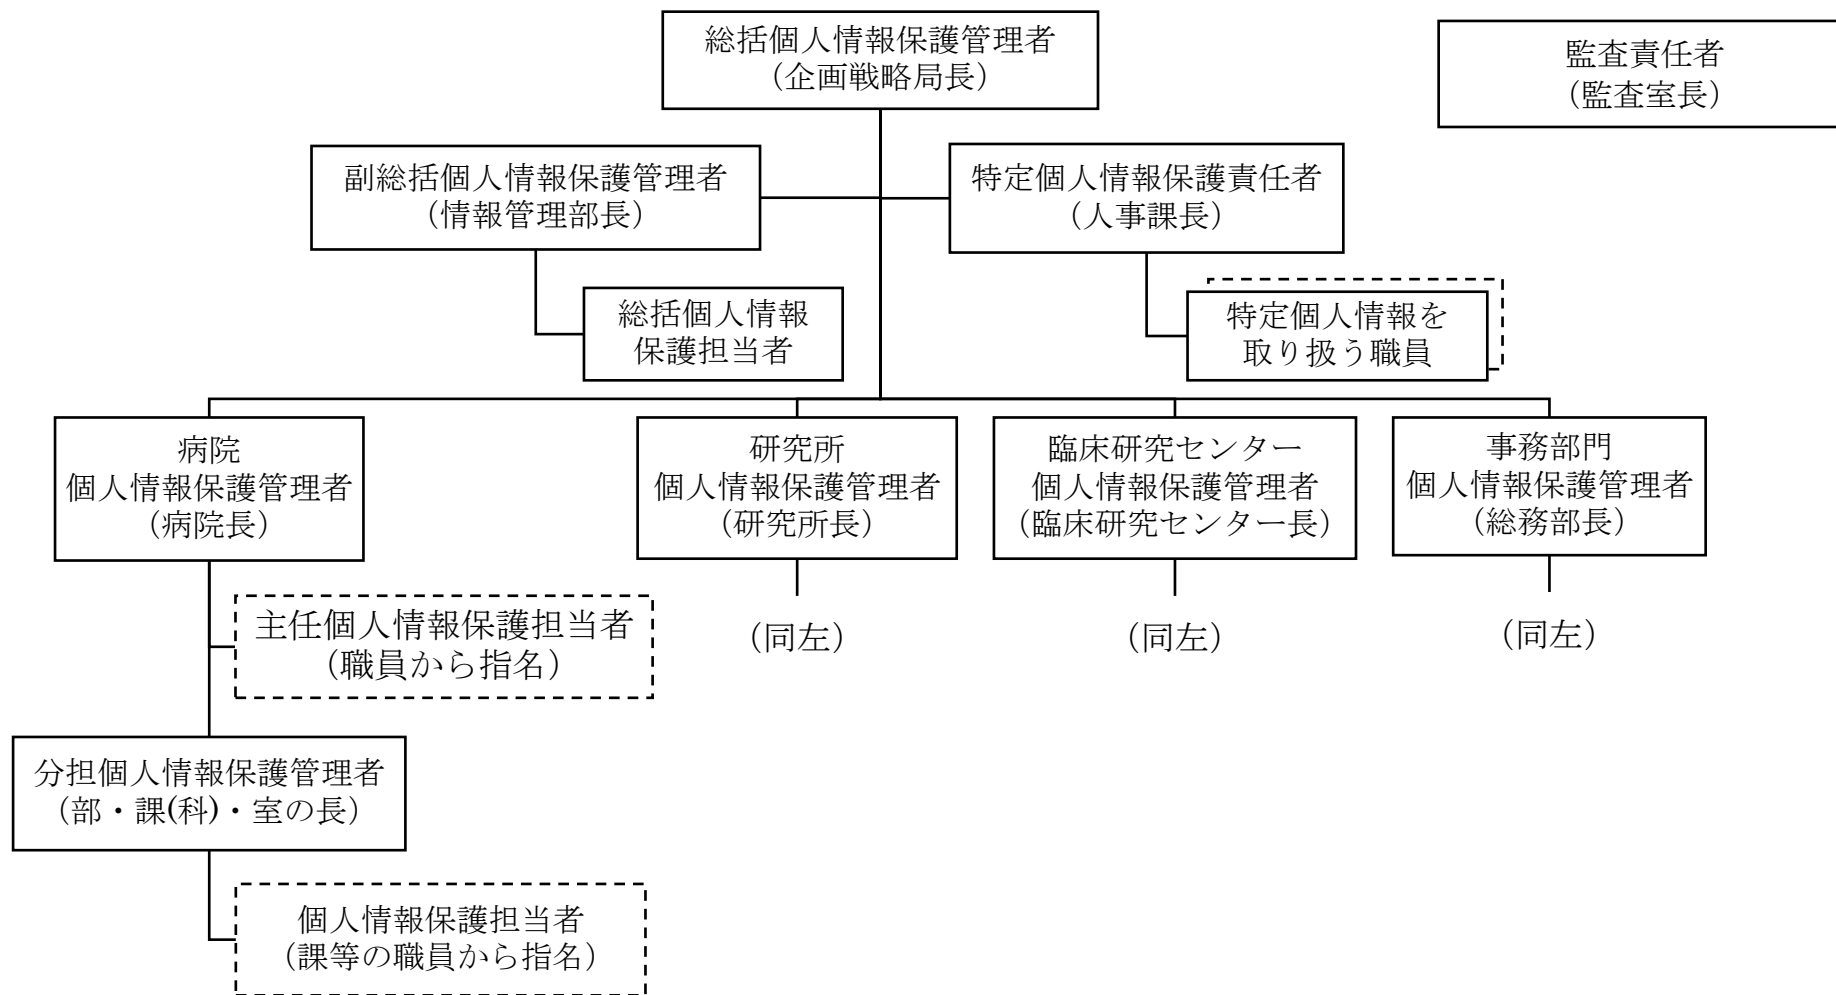 総括個人情報保護管理者
（企画戦略局長）
監査責任者
（監査室長）
副総括個人情報保護管理者
（情報管理部長）
特定個人情報保護責任者
（人事課長）
総括個人情報
保護担当者
特定個人情報を
取り扱う職員
病院
個人情報保護管理者
（病院長）
研究所
個人情報保護管理者
（研究所長）
臨床研究センター
個人情報保護管理者
（臨床研究センター長）
事務部門
個人情報保護管理者
（総務部長）
主任個人情報保護担当者
（職員から指名）
（同左）
（同左）
（同左）
分担個人情報保護管理者
（部・課(科)・室の長）
個人情報保護担当者
（課等の職員から指名）